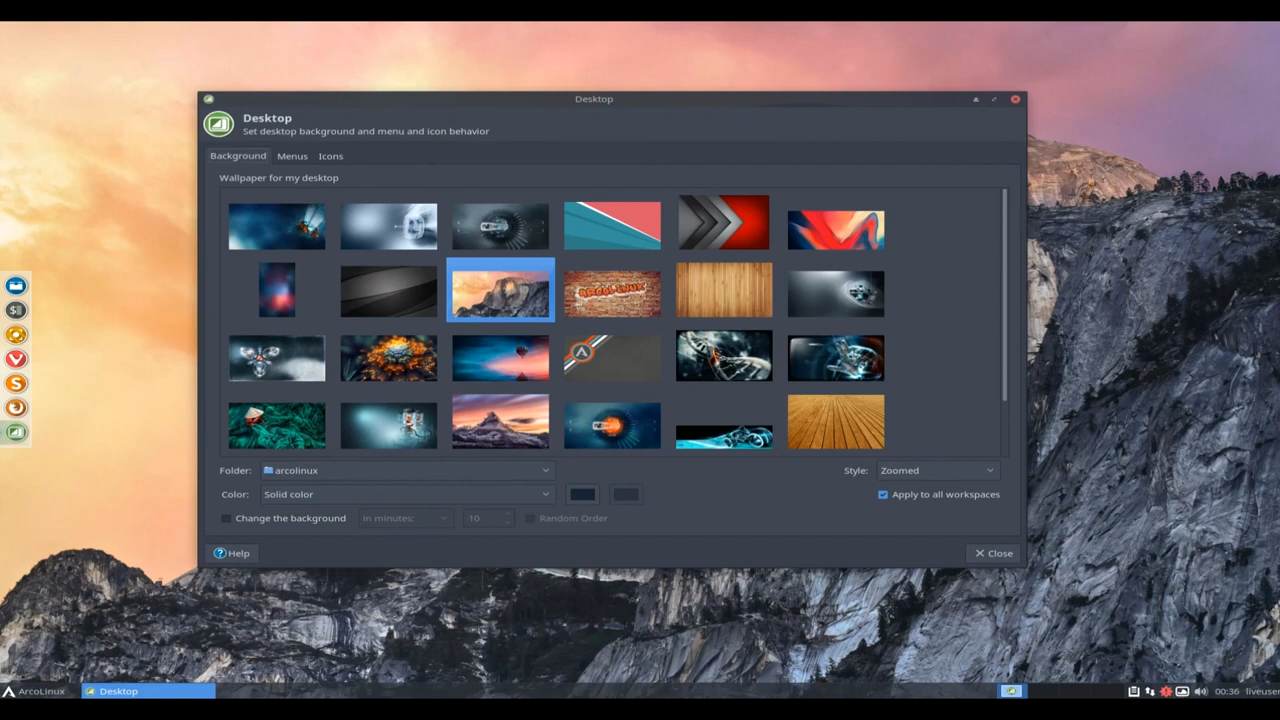 Desktop
Desktop
Set desktop background and menu and icon behavior
Background Menus Icons
Wallpaper for my desktop
ARCOLINUX
Folder: arcolinux Style: Zoomed
Color: Solid color Apply to all workspaces
Change the background in minutes: 10 Random Order
Help Close
ArcoLinux Desktop 00:36 liveuser